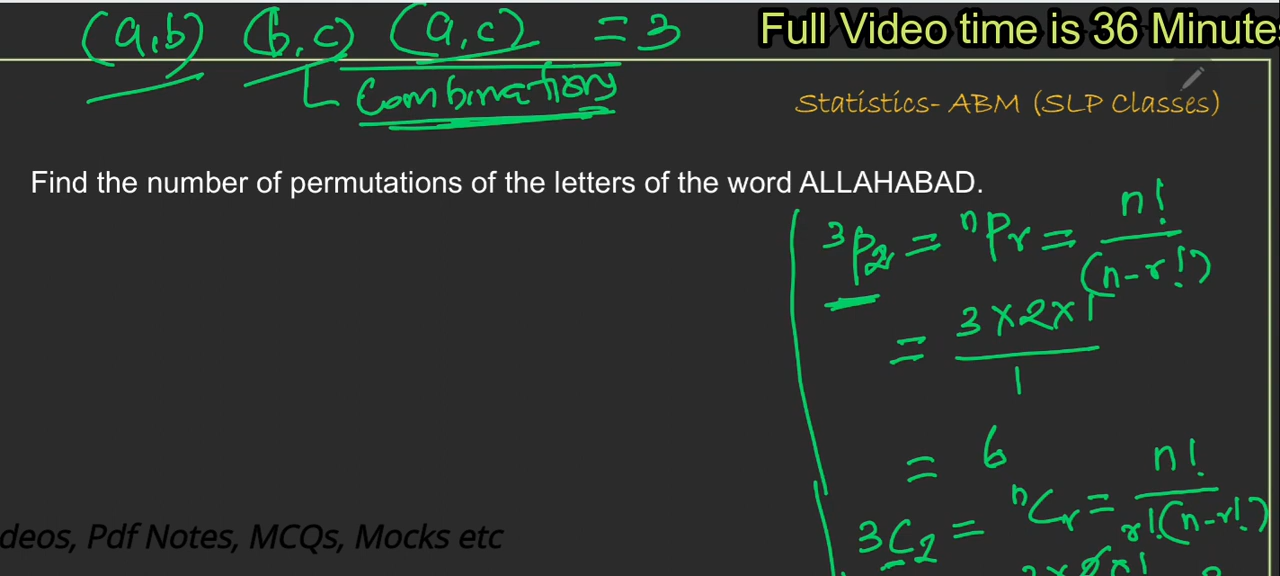 (a,b) (b,c) (a,c) = 3
Full Video time is 36 Minute
Combinations
Statistics- ABM (SLP Classes)
Find the number of permutations of the letters of the word ALLAHABAD.
³P₂ = ⁿPr = n! / (n-r!)
= 3×2×1 / 1
= 6
3C₂ = ⁿCr = n! / r!(n-r!)
deos, Pdf Notes, MCQs, Mocks etc